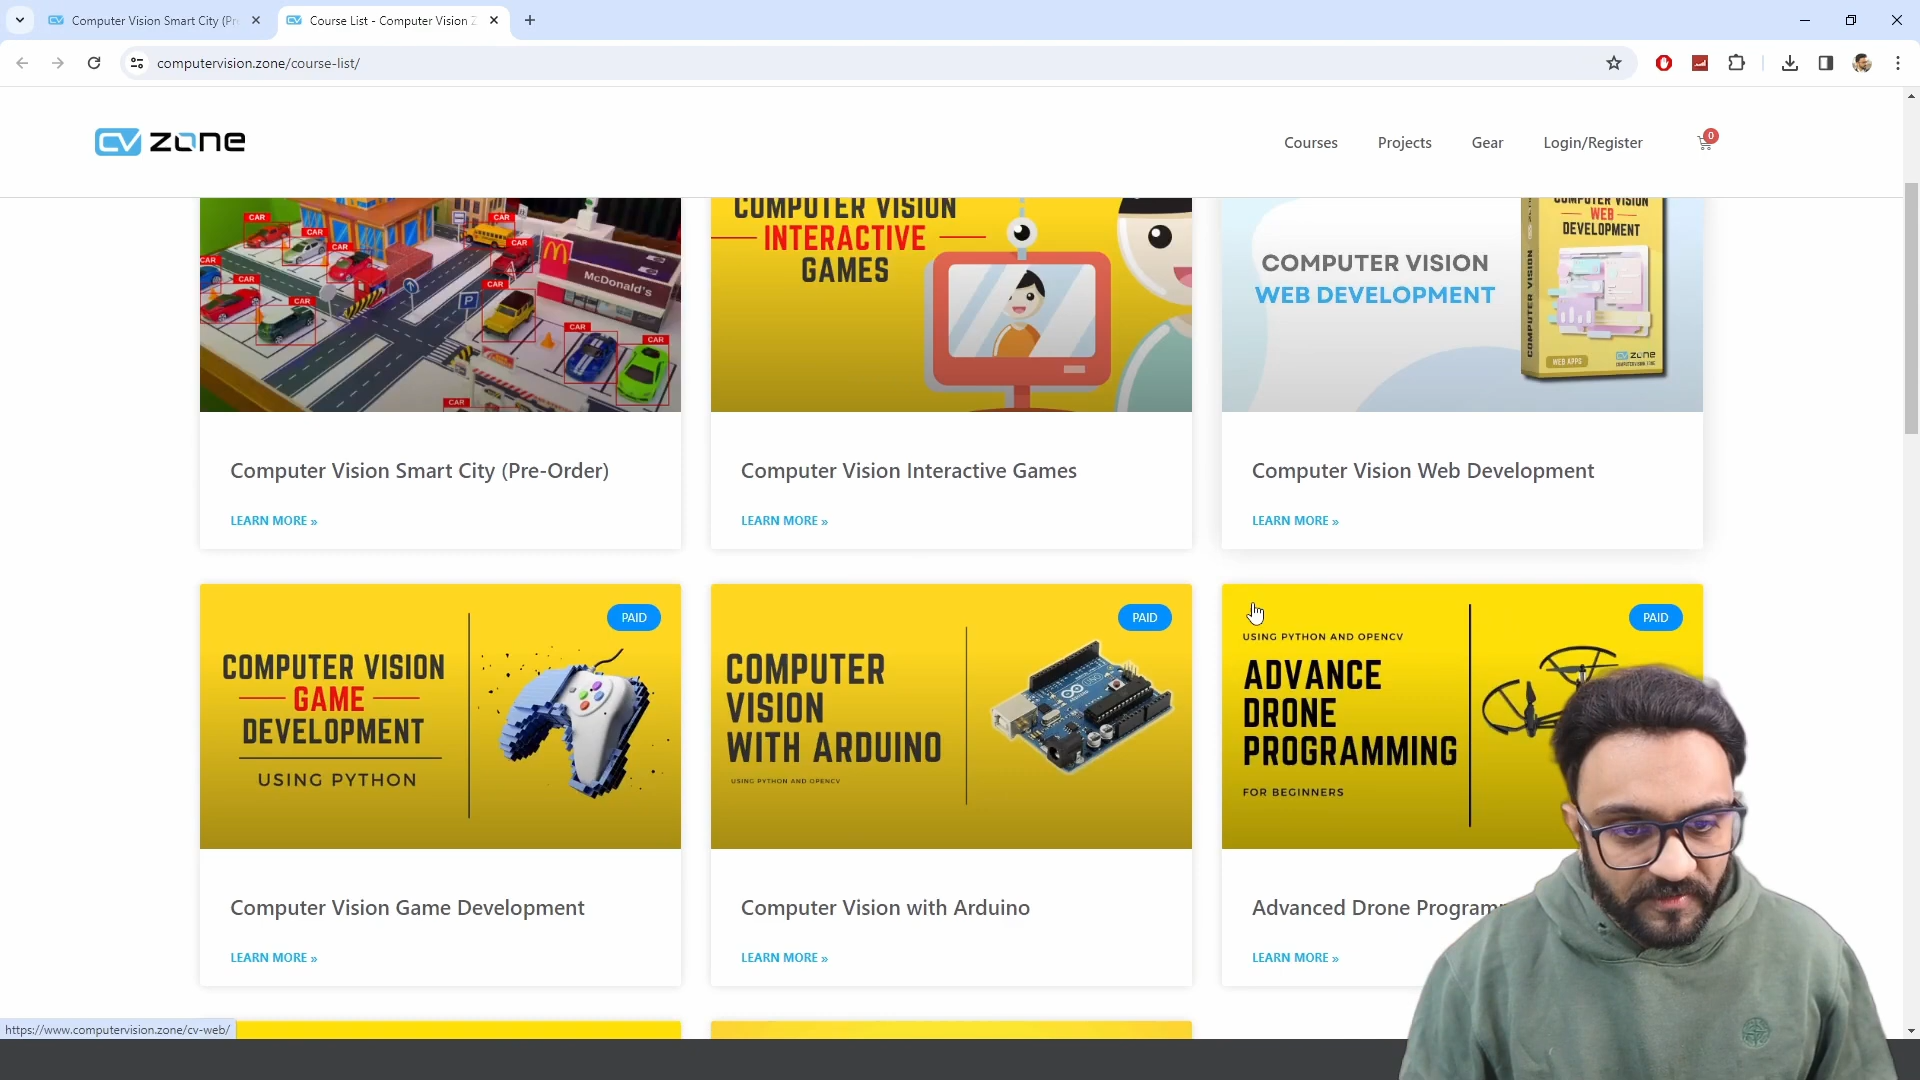 Computer Vision Smart City (Pr
Course List - Computer Vision Z
computervision.zone/course-list/
CV ZONE
Courses
Projects
Gear
Login/Register
0
CAR
CAR
CAR
CAR
CAR
CAR
CAR
CAR
CAR
CAR
CAR
CAR
P
McDonald's
COMPUTER VISION
INTERACTIVE
GAMES
COMPUTER VISION
WEB DEVELOPMENT
COMPUTER VISION
WEB
DEVELOPMENT
COMPUTER VISION
WEB APPS
CV ZONE
Computer Vision Smart City (Pre-Order)
LEARN MORE »
Computer Vision Interactive Games
LEARN MORE »
Computer Vision Web Development
LEARN MORE »
PAID
COMPUTER VISION
GAME
DEVELOPMENT
USING PYTHON
PAID
COMPUTER
VISION
WITH ARDUINO
USING PYTHON AND OPENCV
PAID
USING PYTHON AND OPENCV
ADVANCE
DRONE
PROGRAMMING
FOR BEGINNERS
Computer Vision Game Development
LEARN MORE »
Computer Vision with Arduino
LEARN MORE »
Advanced Drone Programm
LEARN MORE »
https://www.computervision.zone/cv-web/